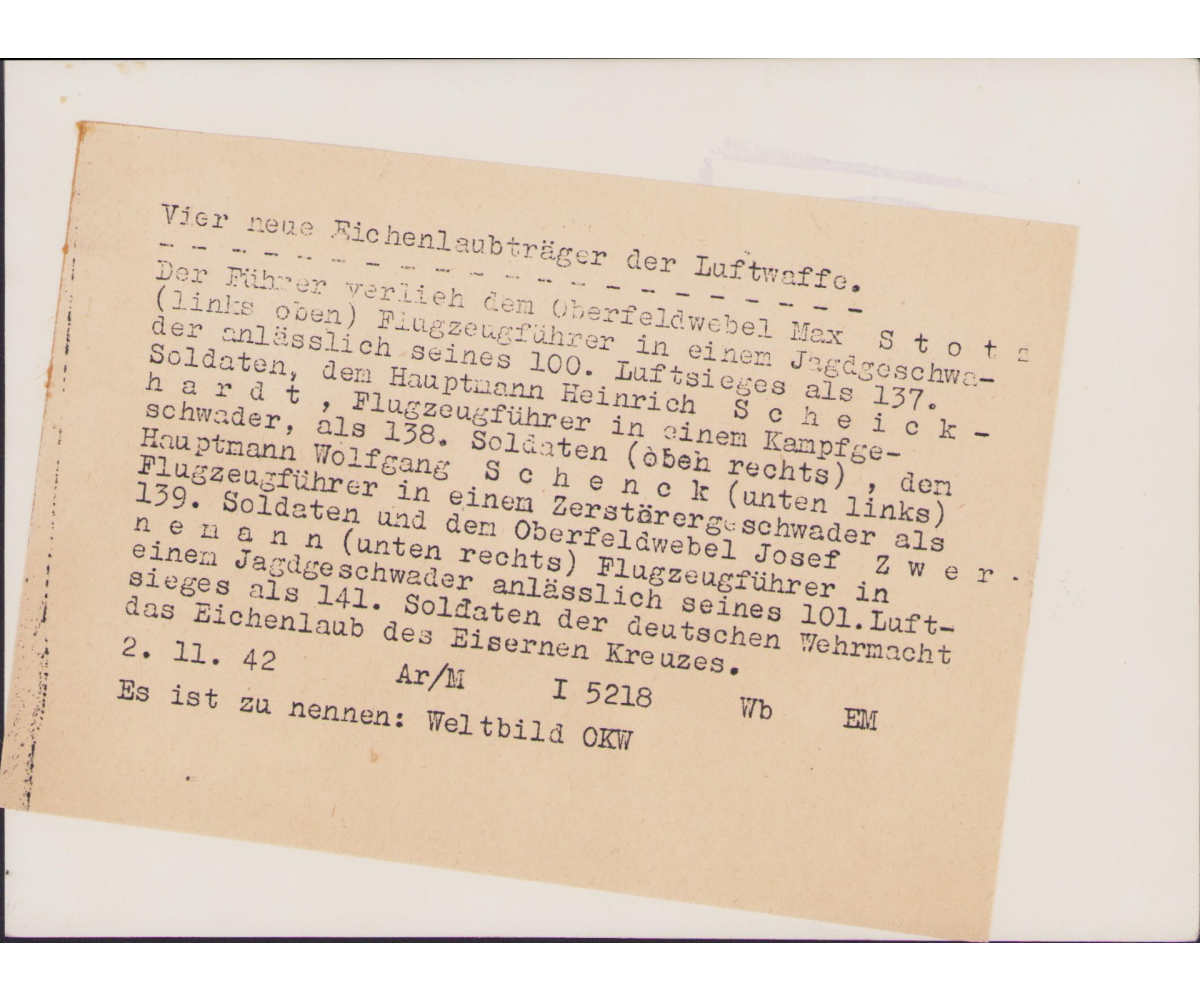 Vier neue Eichenlaubträger der Luftwaffe.
- - - - - - - - - - - - - - - - - - - -
Der Führer verlieh dem Oberfeldwebel Max S t o t z
(links oben) Flugzeugführer in einem Jagdgeschwa-
der anlässlich seines 100. Luftsieges als 137.
Soldaten, dem Hauptmann Heinrich S c h e i c k -
h a r d t , Flugzeugführer in einem Kampfge-
schwader, als 138. Soldaten (oben rechts) , dem
Hauptmann Wolfgang S c h e n c k (unten links)
Flugzeugführer in einem Zerstörergeschwader als
139. Soldaten und dem Oberfeldwebel Josef Z w e r -
n e m a n n (unten rechts) Flugzeugführer in
einem Jagdgeschwader anlässlich seines 101.Luft-
sieges als 141. Soldaten der deutschen Wehrmacht
das Eichenlaub des Eisernen Kreuzes.
2. 11. 42 Ar/M I 5218 Wb EM
Es ist zu nennen: Weltbild OKW